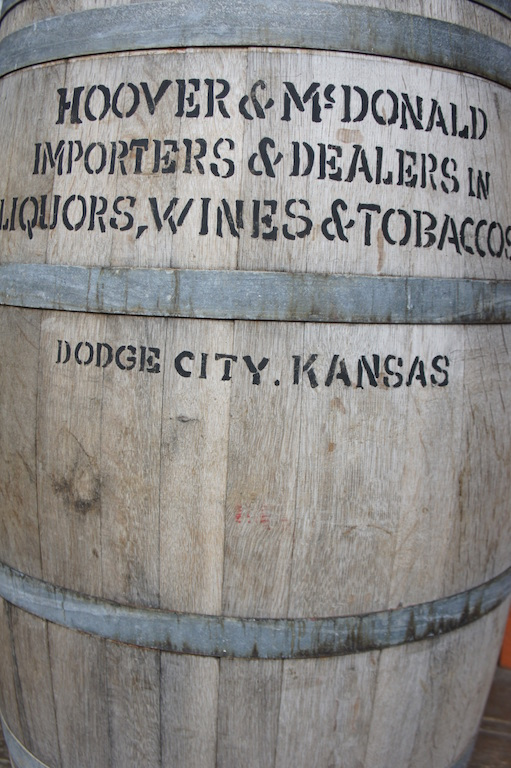 HOOVER & McDONALD
IMPORTERS & DEALERS IN
LIQUORS, WINES & TOBACCOS
DODGE CITY. KANSAS